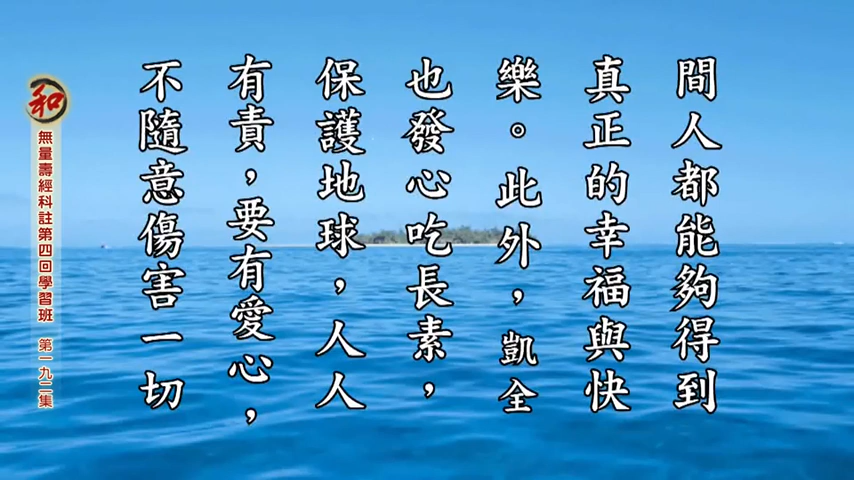 間人都能夠得到
真正的幸福與快
樂。此外，凱全
也發心吃長素，
保護地球，人人
有責，要有愛心，
不隨意傷害一切
和
無量壽經科註第四回學習班 第一九二集